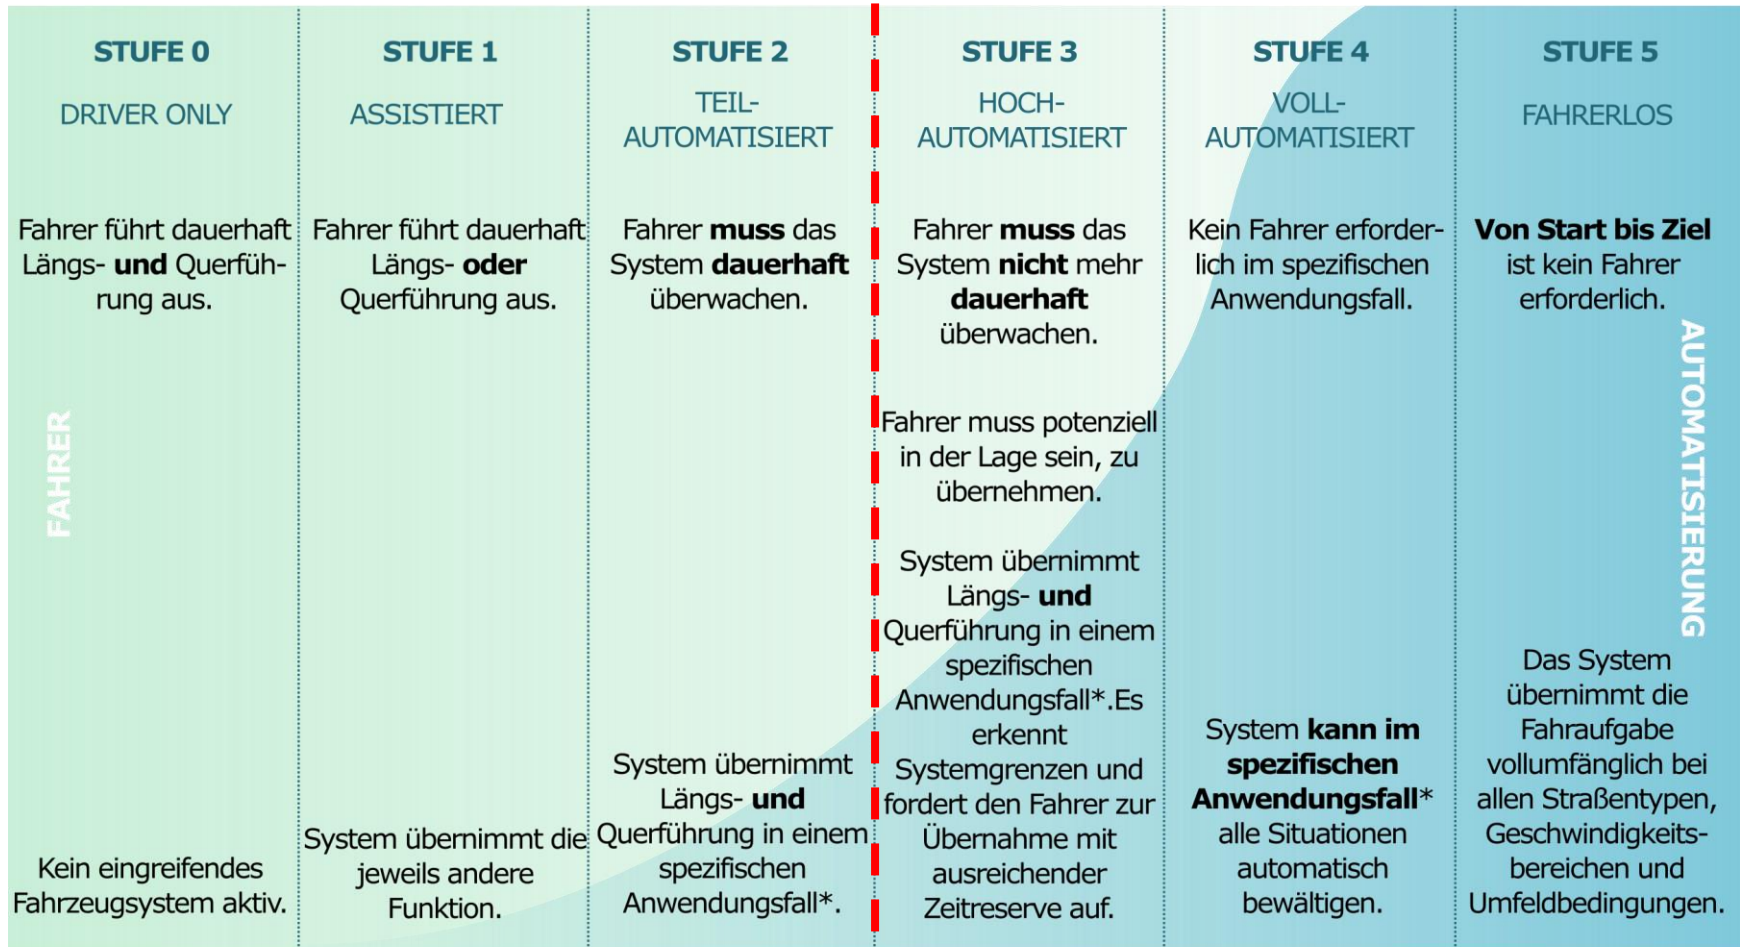 STUFE 0
DRIVER ONLY
Fahrer führt dauerhaft
Längs- und Querfüh-
rung aus.
Kein eingreifendes
Fahrzeugsystem aktiv.
STUFE 1
ASSISTIERT
Fahrer führt dauerhaft
Längs- oder
Querführung aus.
System übernimmt die
jeweils andere
Funktion.
STUFE 2
TEIL-
AUTOMATISIERT
Fahrer muss das
System dauerhaft
überwachen.
System übernimmt
Längs- und
Querführung in einem
spezifischen
Anwendungsfall*.
STUFE 3
HOCH-
AUTOMATISIERT
Fahrer muss das
System nicht mehr
dauerhaft
überwachen.
Fahrer muss potenziell
in der Lage sein, zu
übernehmen.
System übernimmt
Längs- und
Querführung in einem
spezifischen
Anwendungsfall*.Es
erkennt
Systemgrenzen und
fordert den Fahrer zur
Übernahme mit
ausreichender
Zeitreserve auf.
STUFE 4
VOLL-
AUTOMATISIERT
Kein Fahrer erforder-
lich im spezifischen
Anwendungsfall.
System kann im
spezifischen
Anwendungsfall*
alle Situationen
automatisch
bewältigen.
STUFE 5
FAHRERLOS
Von Start bis Ziel
ist kein Fahrer
erforderlich.
Das System
übernimmt die
Fahraufgabe
vollumfänglich bei
allen Straßentypen,
Geschwindigkeits-
bereichen und
Umfeldbedingungen.
FAHRER
AUTOMATISIERUNG